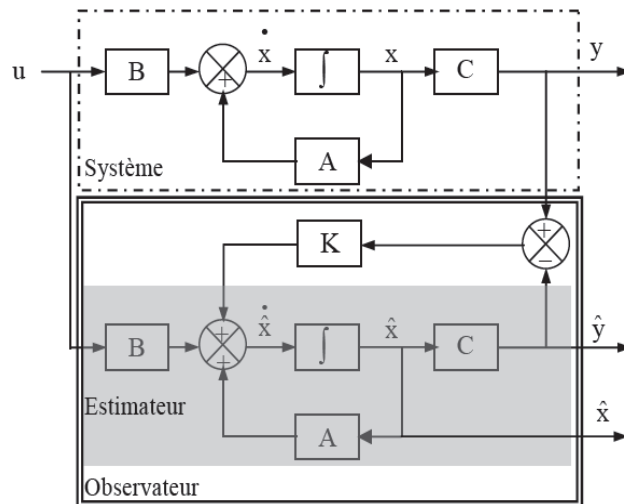 u
B
+
ẋ
∫
x
C
y
A
Système
K
+
−
B
+
+
+
x̂̇
∫
x̂
C
ŷ
Estimateur
A
x̂
Observateur